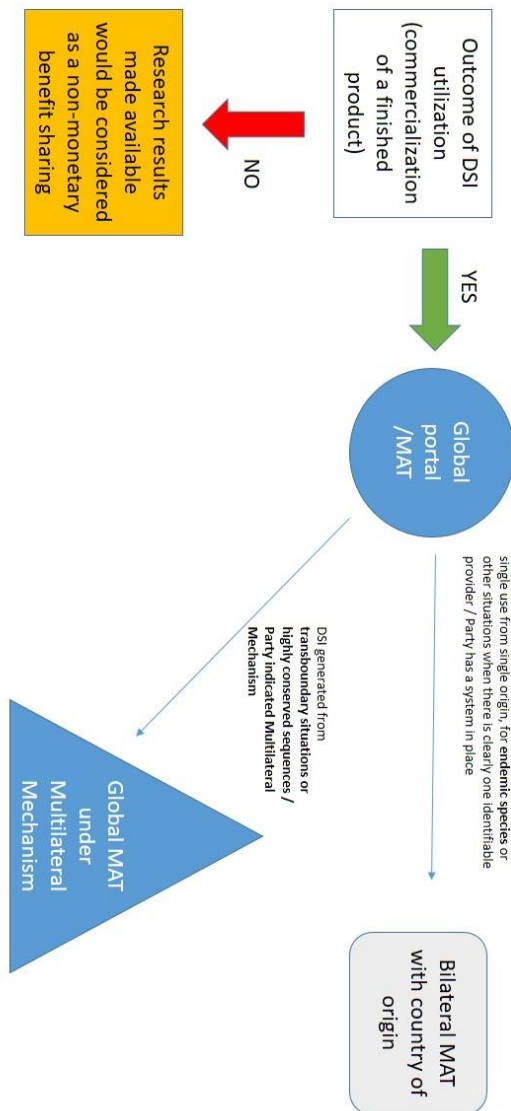 Outcome of DSI
utilization
(commercialization
of a finished
product)
YES
NO
Research results
made available
would be considered
as a non-monetary
benefit sharing
Global
portal
/MAT
single use from single origin, for endemic species or
other situations when there is clearly one identifiable
provider / Party has a system in place
Bilateral MAT
with country of
origin
DSI generated from
transboundary situations or
highly conserved sequences /
Party indicated Multilateral
Mechanism
Global MAT
under
Multilateral
Mechanism